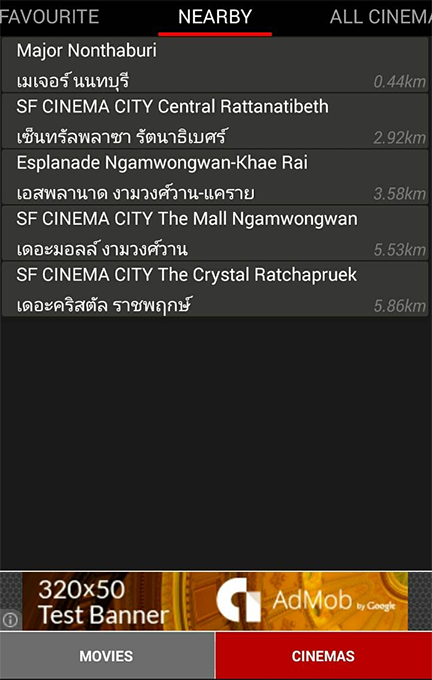 FAVOURITE NEARBY ALL CINEMA
Major Nonthaburi
เมเจอร์ นนทบุรี 0.44km
SF CINEMA CITY Central Rattanatibeth
เซ็นทรัลพลาซา รัตนาธิเบศร์ 2.92km
Esplanade Ngamwongwan-Khae Rai
เอสพลานาด งามวงศ์วาน-แคราย 3.58km
SF CINEMA CITY The Mall Ngamwongwan
เดอะมอลล์ งามวงศ์วาน 5.53km
SF CINEMA CITY The Crystal Ratchapruek
เดอะคริสตัล ราชพฤกษ์ 5.86km
320x50
Test Banner
AdMob by Google
MOVIES CINEMAS